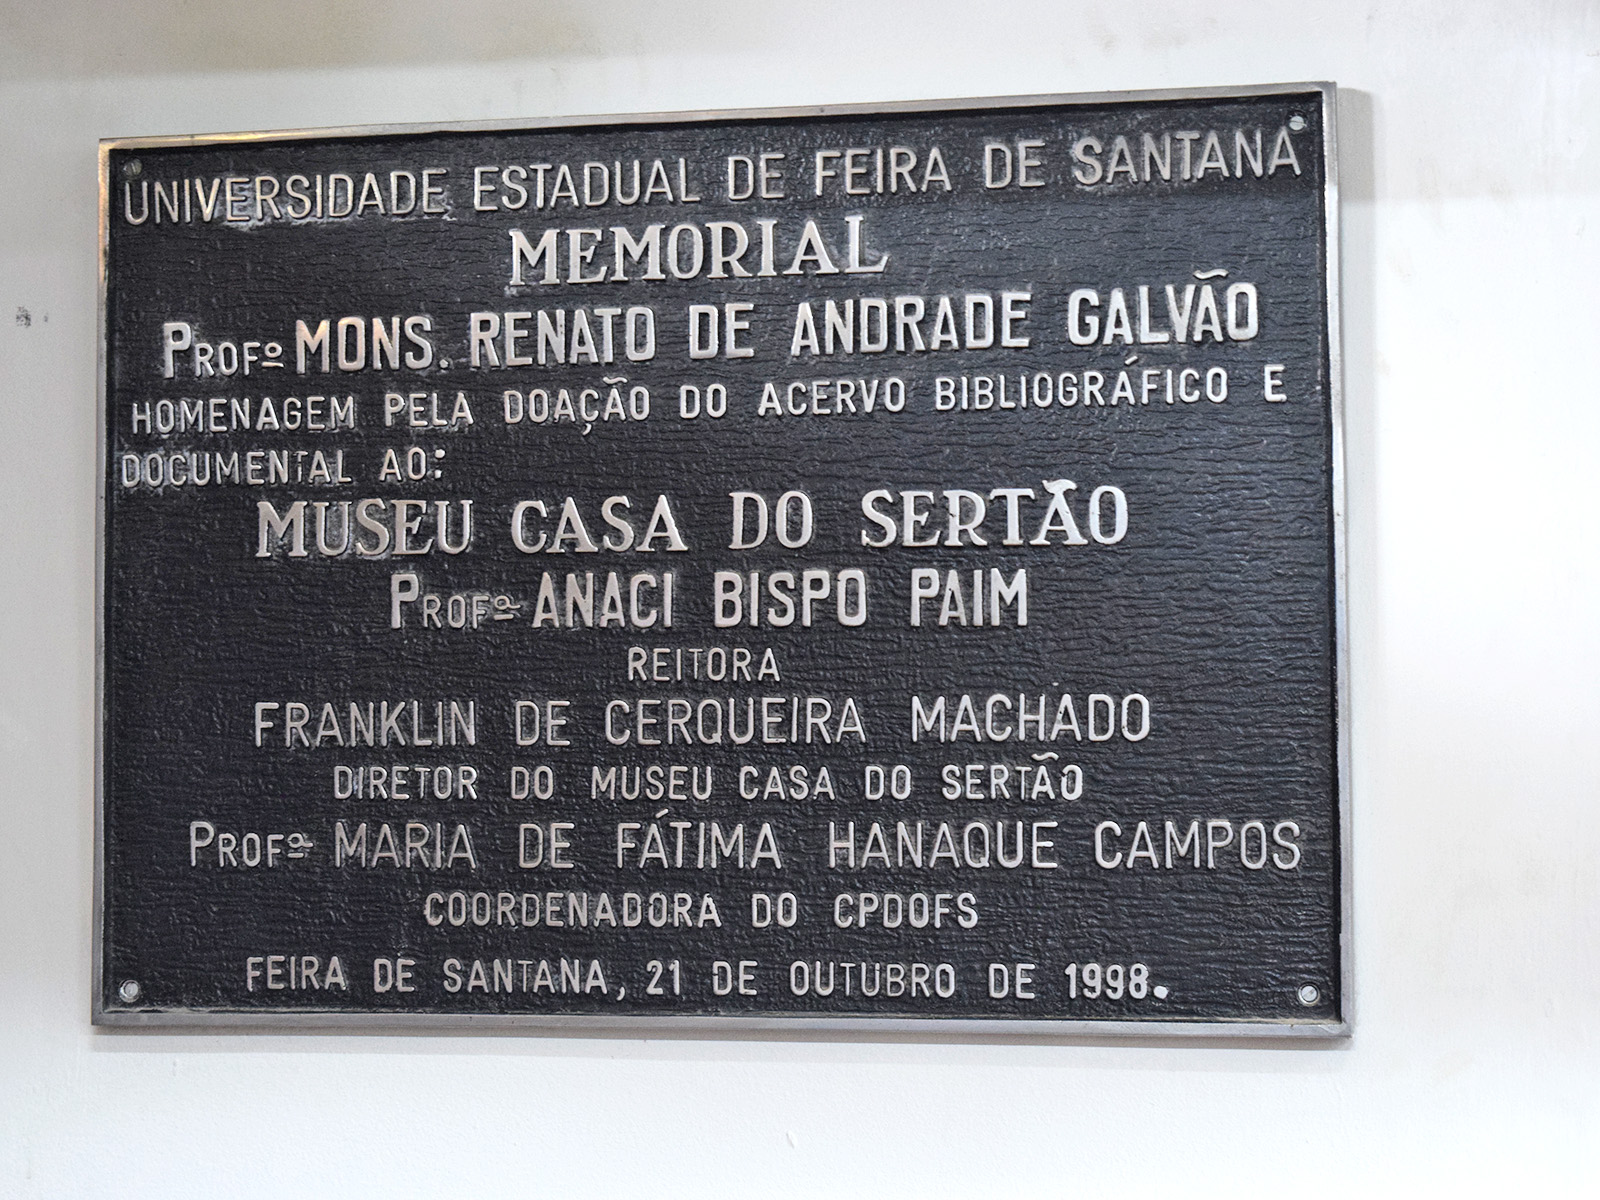 UNIVERSIDADE ESTADUAL DE FEIRA DE SANTANA
MEMORIAL
PROFº MONS. RENATO DE ANDRADE GALVÃO
HOMENAGEM PELA DOAÇÃO DO ACERVO BIBLIOGRÁFICO E
DOCUMENTAL AO:
MUSEU CASA DO SERTÃO
PROFª ANACI BISPO PAIM
REITORA
FRANKLIN DE CERQUEIRA MACHADO
DIRETOR DO MUSEU CASA DO SERTÃO
PROFª MARIA DE FÁTIMA HANAQUE CAMPOS
COORDENADORA DO CPDOFS
FEIRA DE SANTANA, 21 DE OUTUBRO DE 1998.